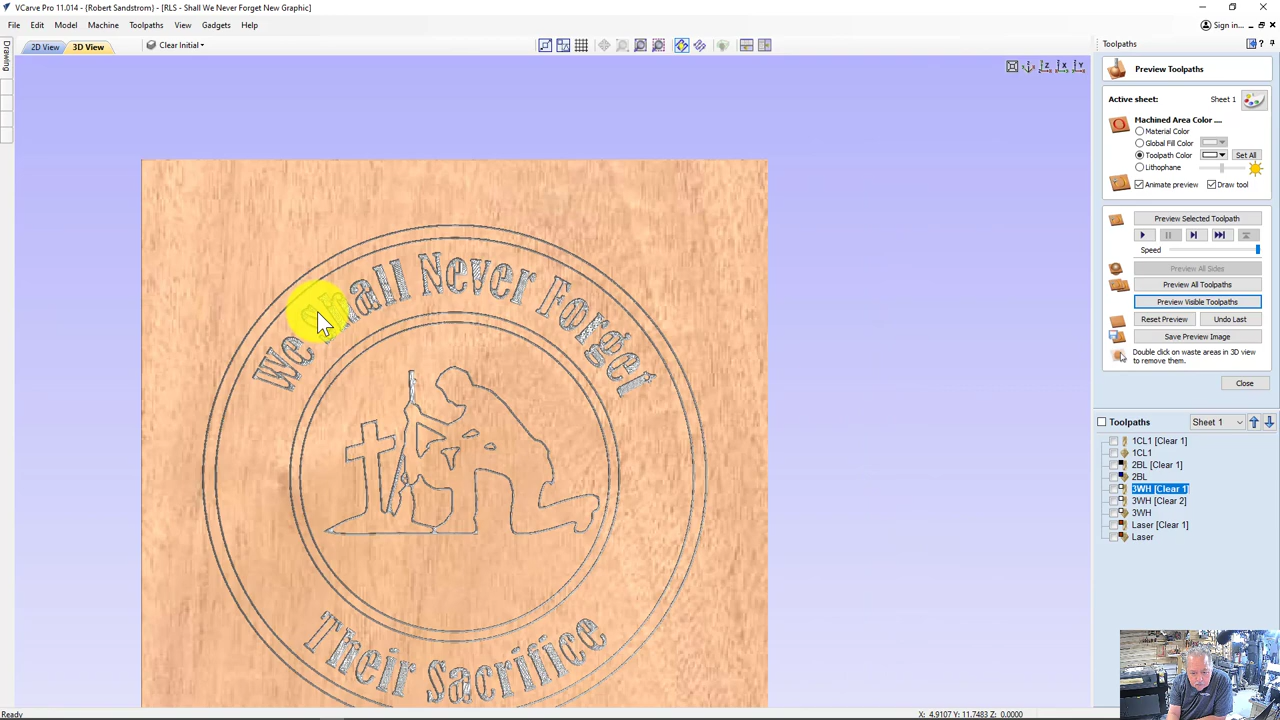 VCarve Pro 11.014 - {Robert Sandstrom} - [RLS - Shall We Never Forget New Graphic]
File Edit Model Machine Toolpaths View Gadgets Help
Sign in...
2D View 3D View Clear Initial
Drawing
Toolpaths
Preview Toolpaths
Active sheet: Sheet 1
Machined Area Color ....
Material Color
Global Fill Color
Toolpath Color Set All
Lithophane
Animate preview Draw tool
Preview Selected Toolpath
Speed
Preview All Sides
Preview All Toolpaths
Preview Visible Toolpaths
Reset Preview Undo Last
Save Preview Image
Double click on waste areas in 3D view
to remove them.
Close
Toolpaths Sheet 1
1CL1 [Clear 1]
1CL1
2BL [Clear 1]
2BL
3WH [Clear 1]
3WH [Clear 2]
3WH
Laser [Clear 1]
Laser
We Shall Never Forget
Their Sacrifice
Ready
X: 4.9107 Y: 11.7483 Z: 0.0000